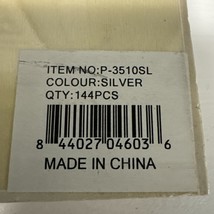 ITEM NO:P-3510SL
COLOUR:SILVER
QTY:144PCS
8 44027 04603 6
MADE IN CHINA